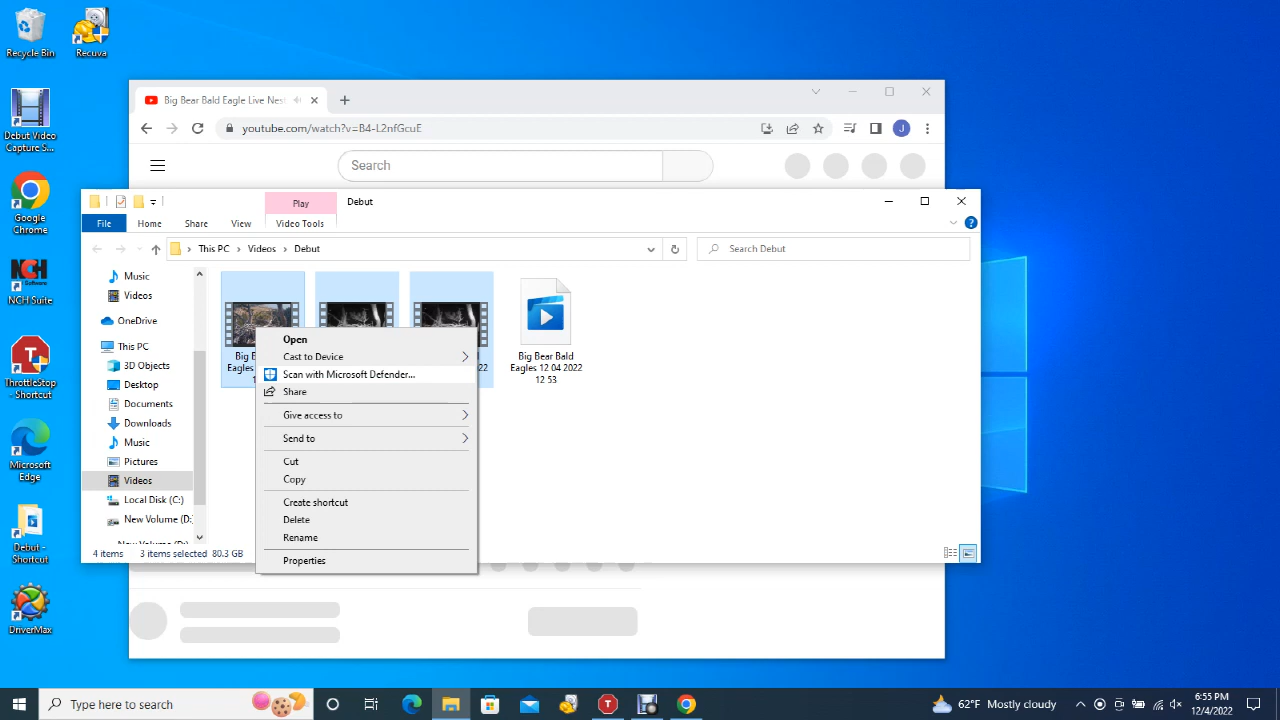 Recycle Bin
Recuva
Debut Video
Capture S...
Google
Chrome
NCH
Software
NCH Suite
ThrottleStop
- Shortcut
Microsoft
Edge
Debut -
Shortcut
DriverMax
Big Bear Bald Eagle Live Nest
youtube.com/watch?v=B4-L2nfGcuE
J
Search
Play
Debut
File
Home
Share
View
Video Tools
This PC
Videos
Debut
Search Debut
Music
Videos
OneDrive
This PC
3D Objects
Desktop
Documents
Downloads
Music
Pictures
Videos
Local Disk (C:)
New Volume (D:)
4 items
3 items selected
80.3 GB
Big Bear Bald
Eagles 12 04 2022
12 53
Open
Cast to Device
Scan with Microsoft Defender...
Share
Give access to
Send to
Cut
Copy
Create shortcut
Delete
Rename
Properties
Type here to search
62°F Mostly cloudy
6:55 PM
12/4/2022